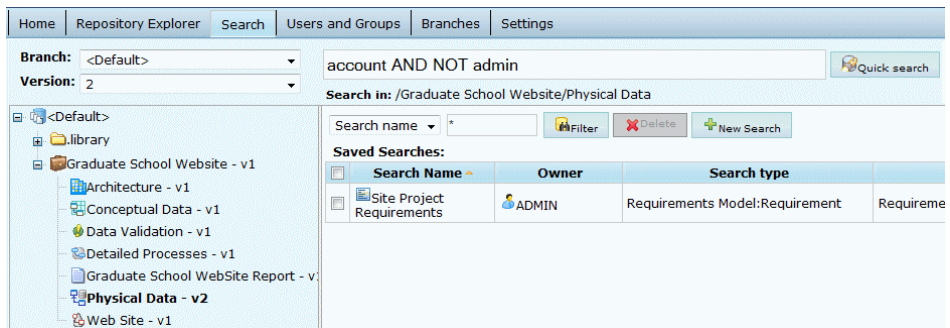 Home Repository Explorer Search Users and Groups Branches Settings
Branch: <Default>
Version: 2
account AND NOT admin Quick search
Search in: /Graduate School Website/Physical Data
<Default>
.library
Graduate School Website - v1
Architecture - v1
Conceptual Data - v1
Data Validation - v1
Detailed Processes - v1
Graduate School WebSite Report - v
Physical Data - v2
Web Site - v1
Search name * Filter Delete New Search
Saved Searches:
Search Name Owner Search type
Site Project Requirements ADMIN Requirements Model:Requirement Requireme